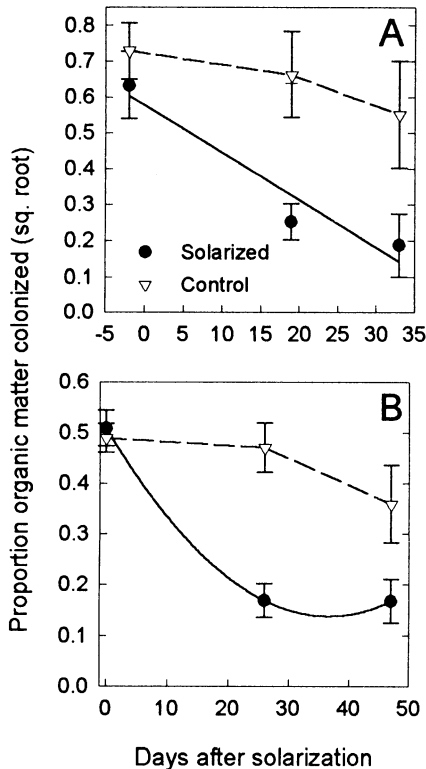 A
0.8
0.7
0.6
0.5
0.4
0.3
0.2
0.1
0.0
Solarized
Control
-5 0 5 10 15 20 25 30 35
Proportion organic matter colonized (sq. root)
B
0.6
0.5
0.4
0.3
0.2
0.1
0.0
0 10 20 30 40 50
Days after solarization